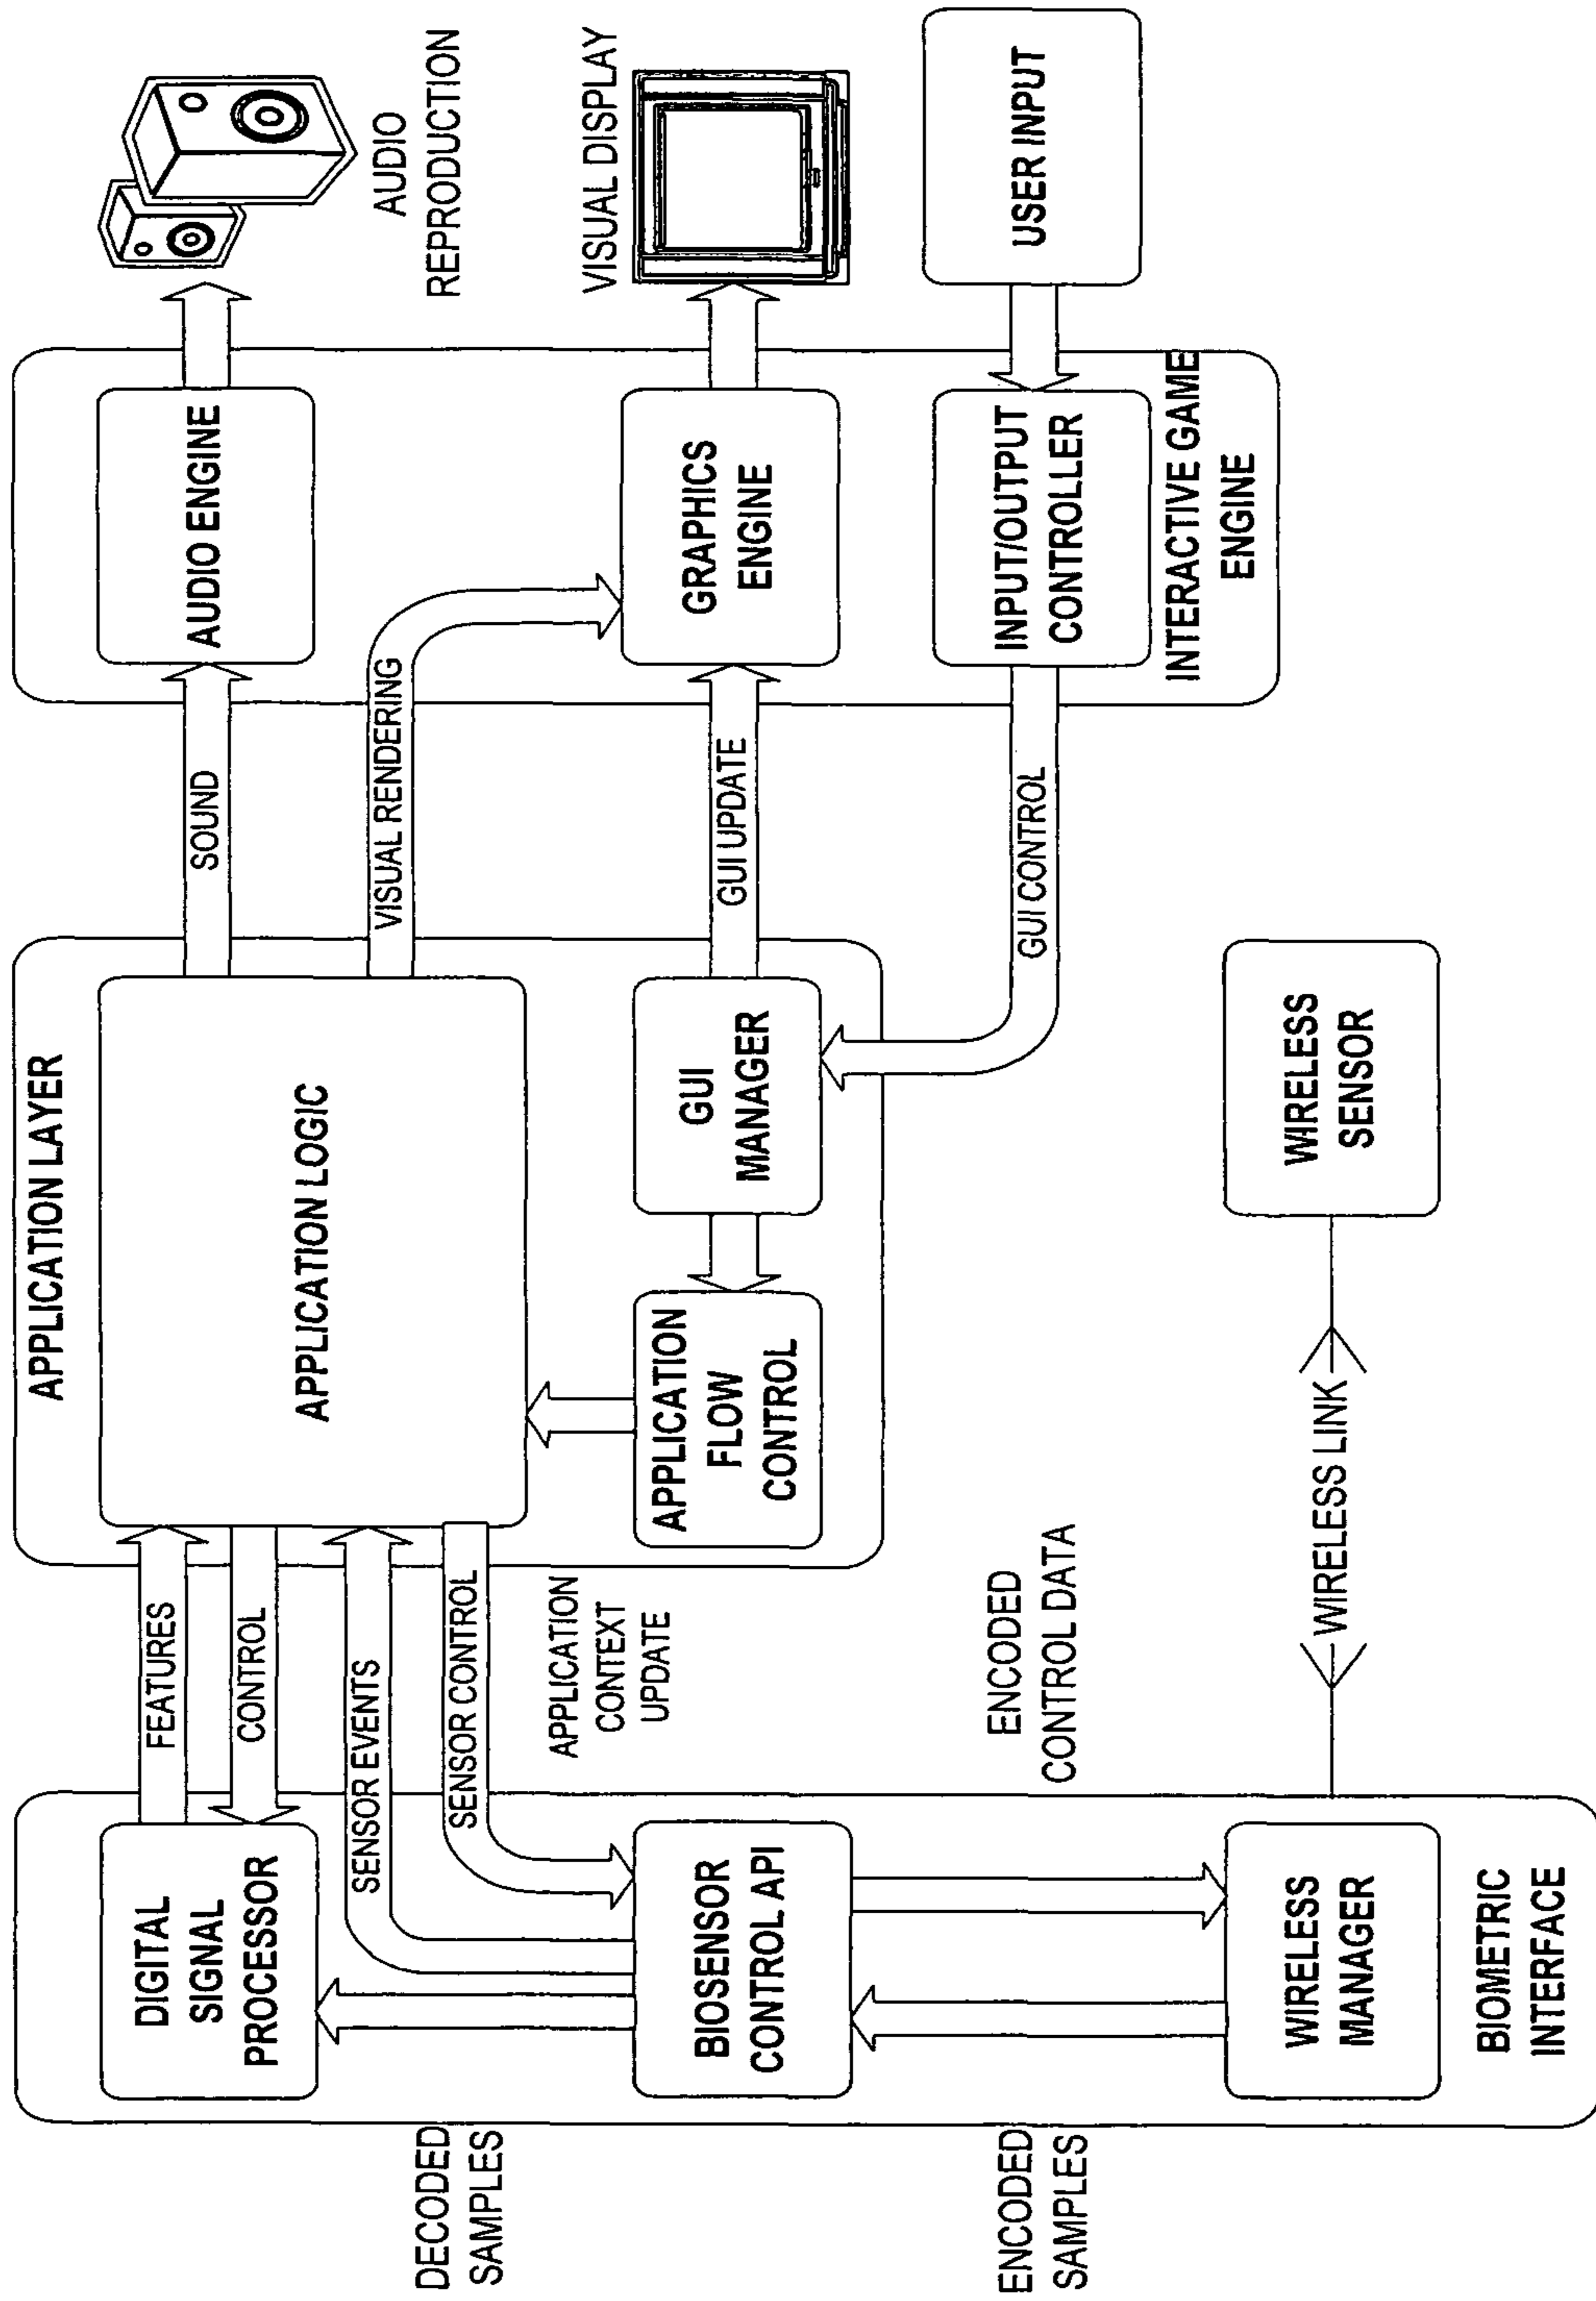 DIGITAL
SIGNAL
PROCESSOR
FEATURES
CONTROL
SENSOR EVENTS
SENSOR CONTROL
DECODED
SAMPLES
BIOSENSOR
CONTROL API
APPLICATION
CONTEXT
UPDATE
ENCODED
SAMPLES
ENCODED
CONTROL DATA
WIRELESS
MANAGER
BIOMETRIC
INTERFACE
WIRELESS LINK
WIRELESS
SENSOR
APPLICATION LAYER
APPLICATION LOGIC
APPLICATION
FLOW
CONTROL
GUI
MANAGER
SOUND
VISUAL RENDERING
GUI UPDATE
GUI CONTROL
AUDIO ENGINE
GRAPHICS
ENGINE
INPUT/OUTPUT
CONTROLLER
INTERACTIVE GAME
ENGINE
AUDIO
REPRODUCTION
VISUAL DISPLAY
USER INPUT